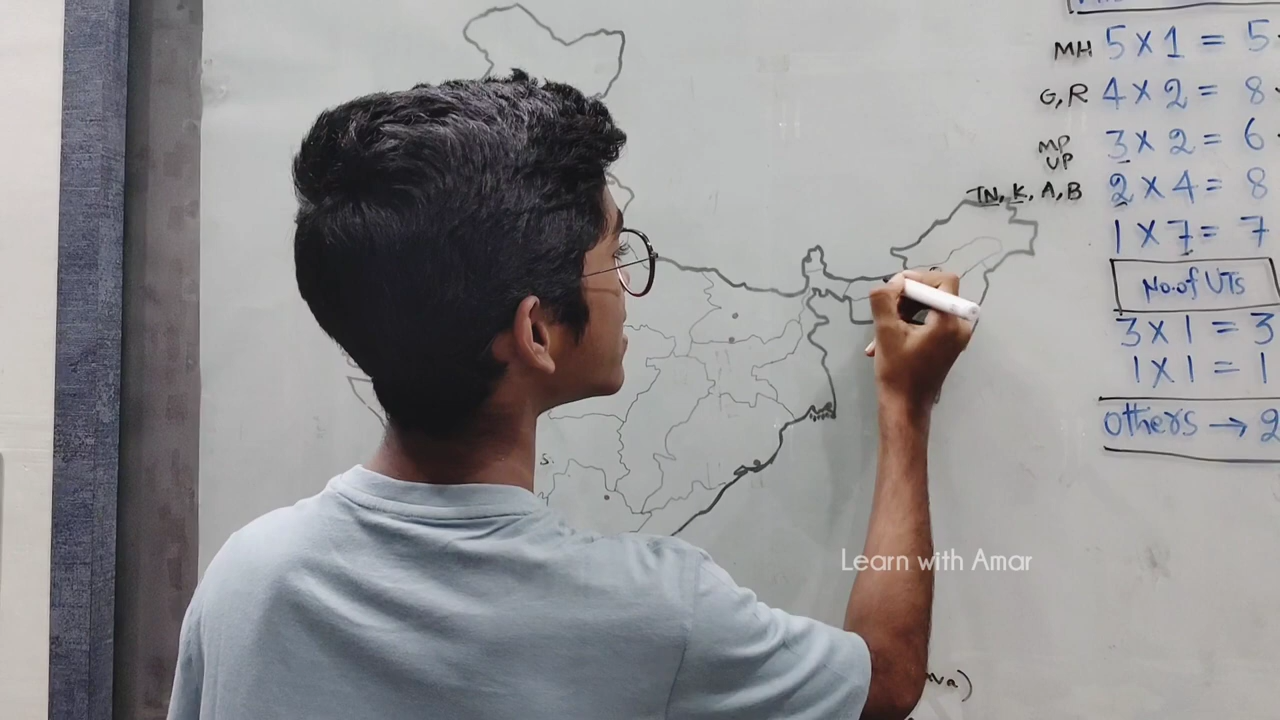 MH 5 X 1 = 5
G, R 4 X 2 = 8
MP
UP 3 X 2 = 6
TN, K, A, B 2 X 4 = 8
1 X 7 = 7
No. of UTs
3 X 1 = 3
1 X 1 = 1
others → 2
s.
Learn with Amar